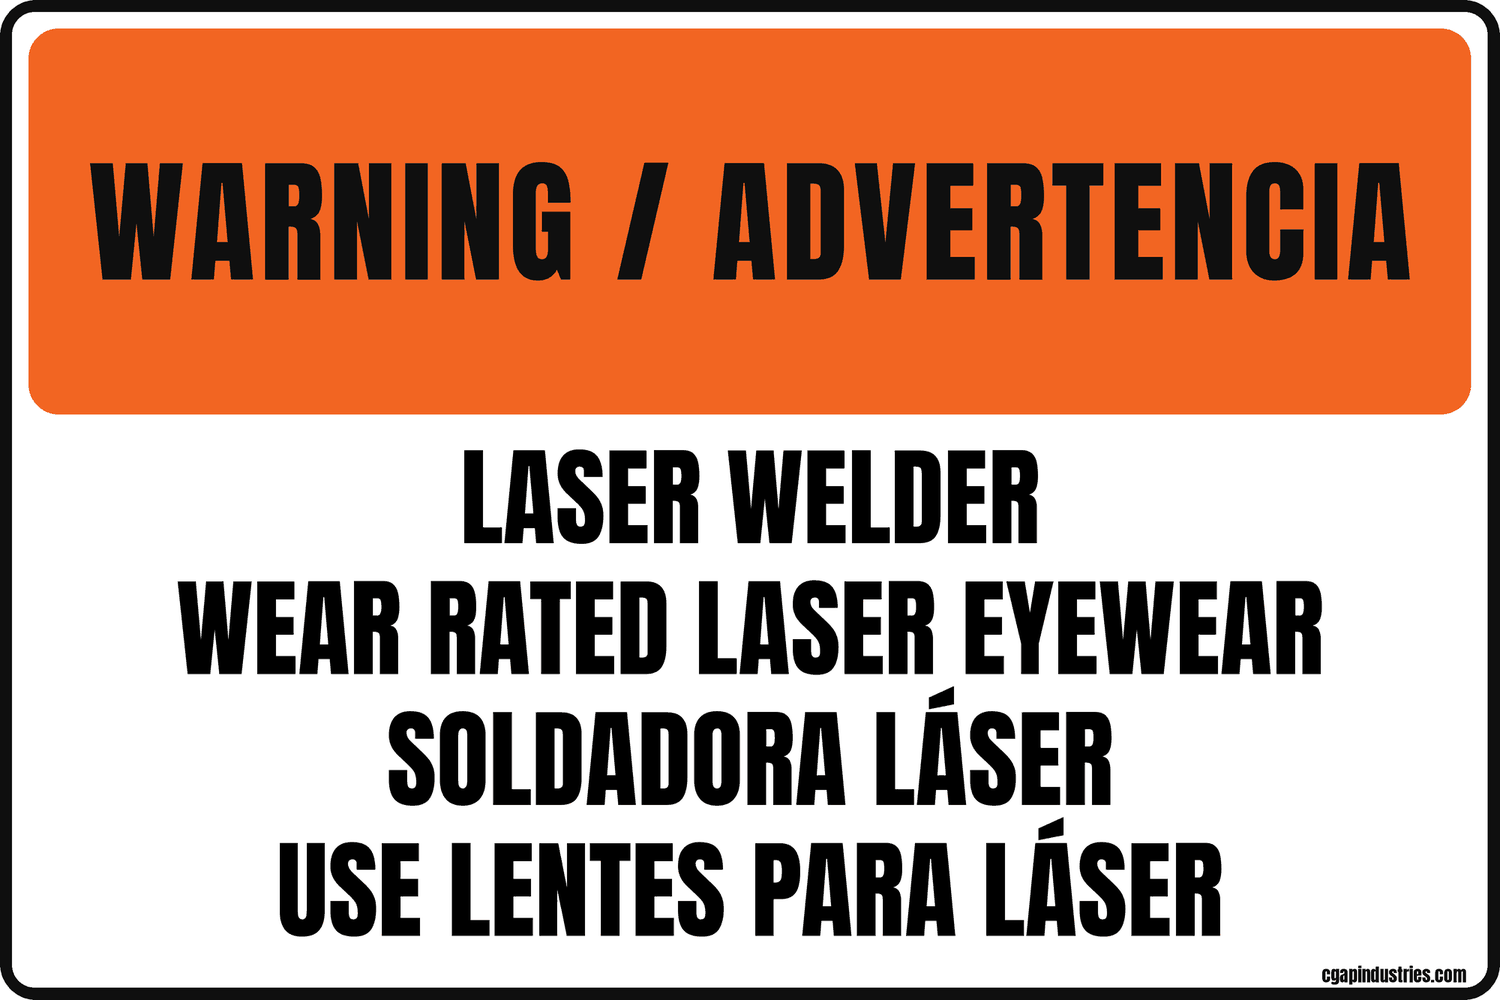 WARNING / ADVERTENCIA
LASER WELDER
WEAR RATED LASER EYEWEAR
SOLDADORA LÁSER
USE LENTES PARA LÁSER
cgapindustries.com